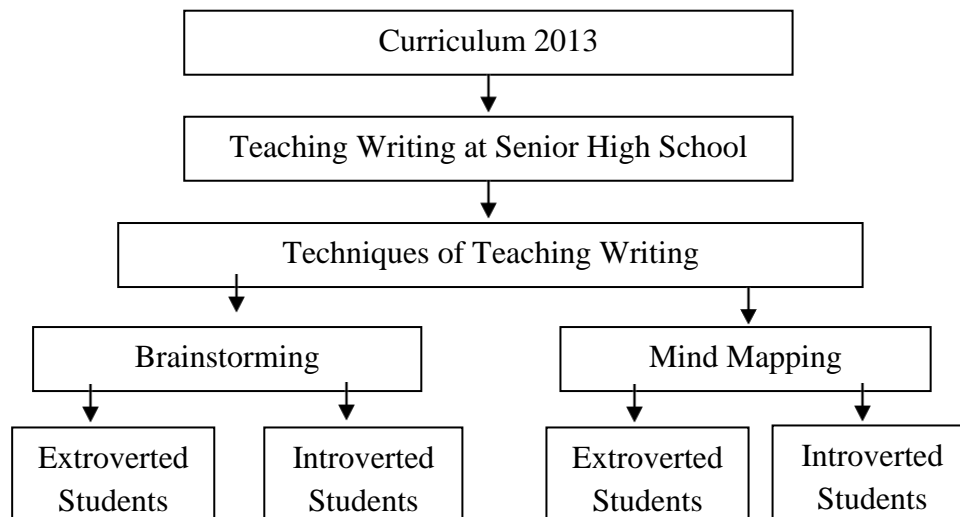 Curriculum 2013
Teaching Writing at Senior High School
Techniques of Teaching Writing
Brainstorming
Mind Mapping
Extroverted
Students
Introverted
Students
Extroverted
Students
Introverted
Students